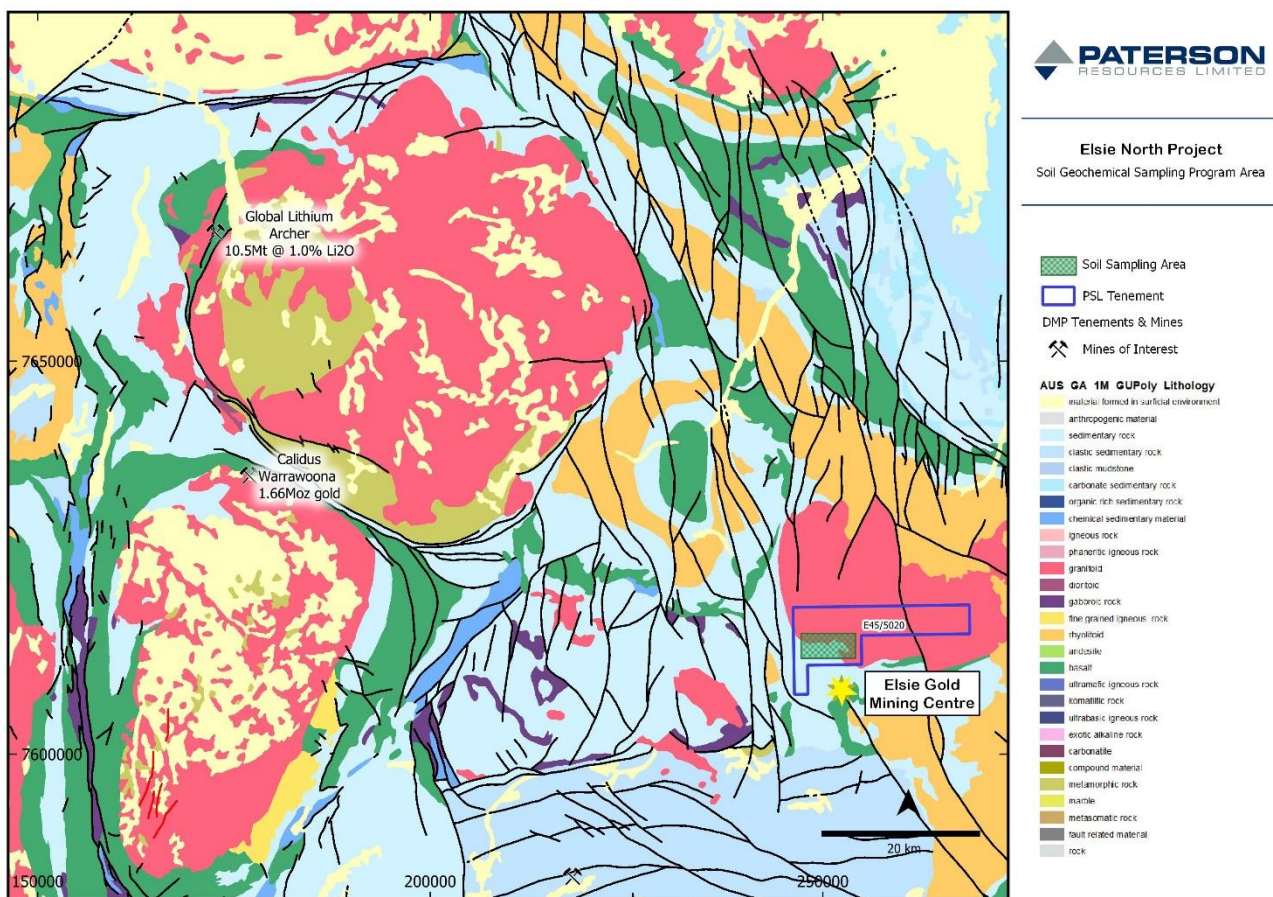 Global Lithium
Archer
10.5Mt @ 1.0% Li2O
7650000
Calidus
Warrawoona
1.66Moz gold
E45/5020
Elsie Gold
Mining Centre
7600000
20 km
150000
200000
250000
PATERSON
RESOURCES LIMITED
Elsie North Project
Soil Geochemical Sampling Program Area
Soil Sampling Area
PSL Tenement
DMP Tenements & Mines
Mines of Interest
AUS GA 1M GUPoly Lithology
material formed in surficial environment
anthropogenic material
sedimentary rock
clastic sedimentary rock
clastic mudstone
carbonate sedimentary rock
organic rich sedimentary rock
chemical sedimentary material
igneous rock
phaneritic igneous rock
granitoid
dioritoid
gabbroic rock
fine grained igneous rock
rhyolitoid
andesite
basalt
ultramafic igneous rock
komatiitic rock
ultrabasic igneous rock
exotic alkaline rock
carbonatite
compound material
metamorphic rock
marble
metasomatic rock
fault related material
rock